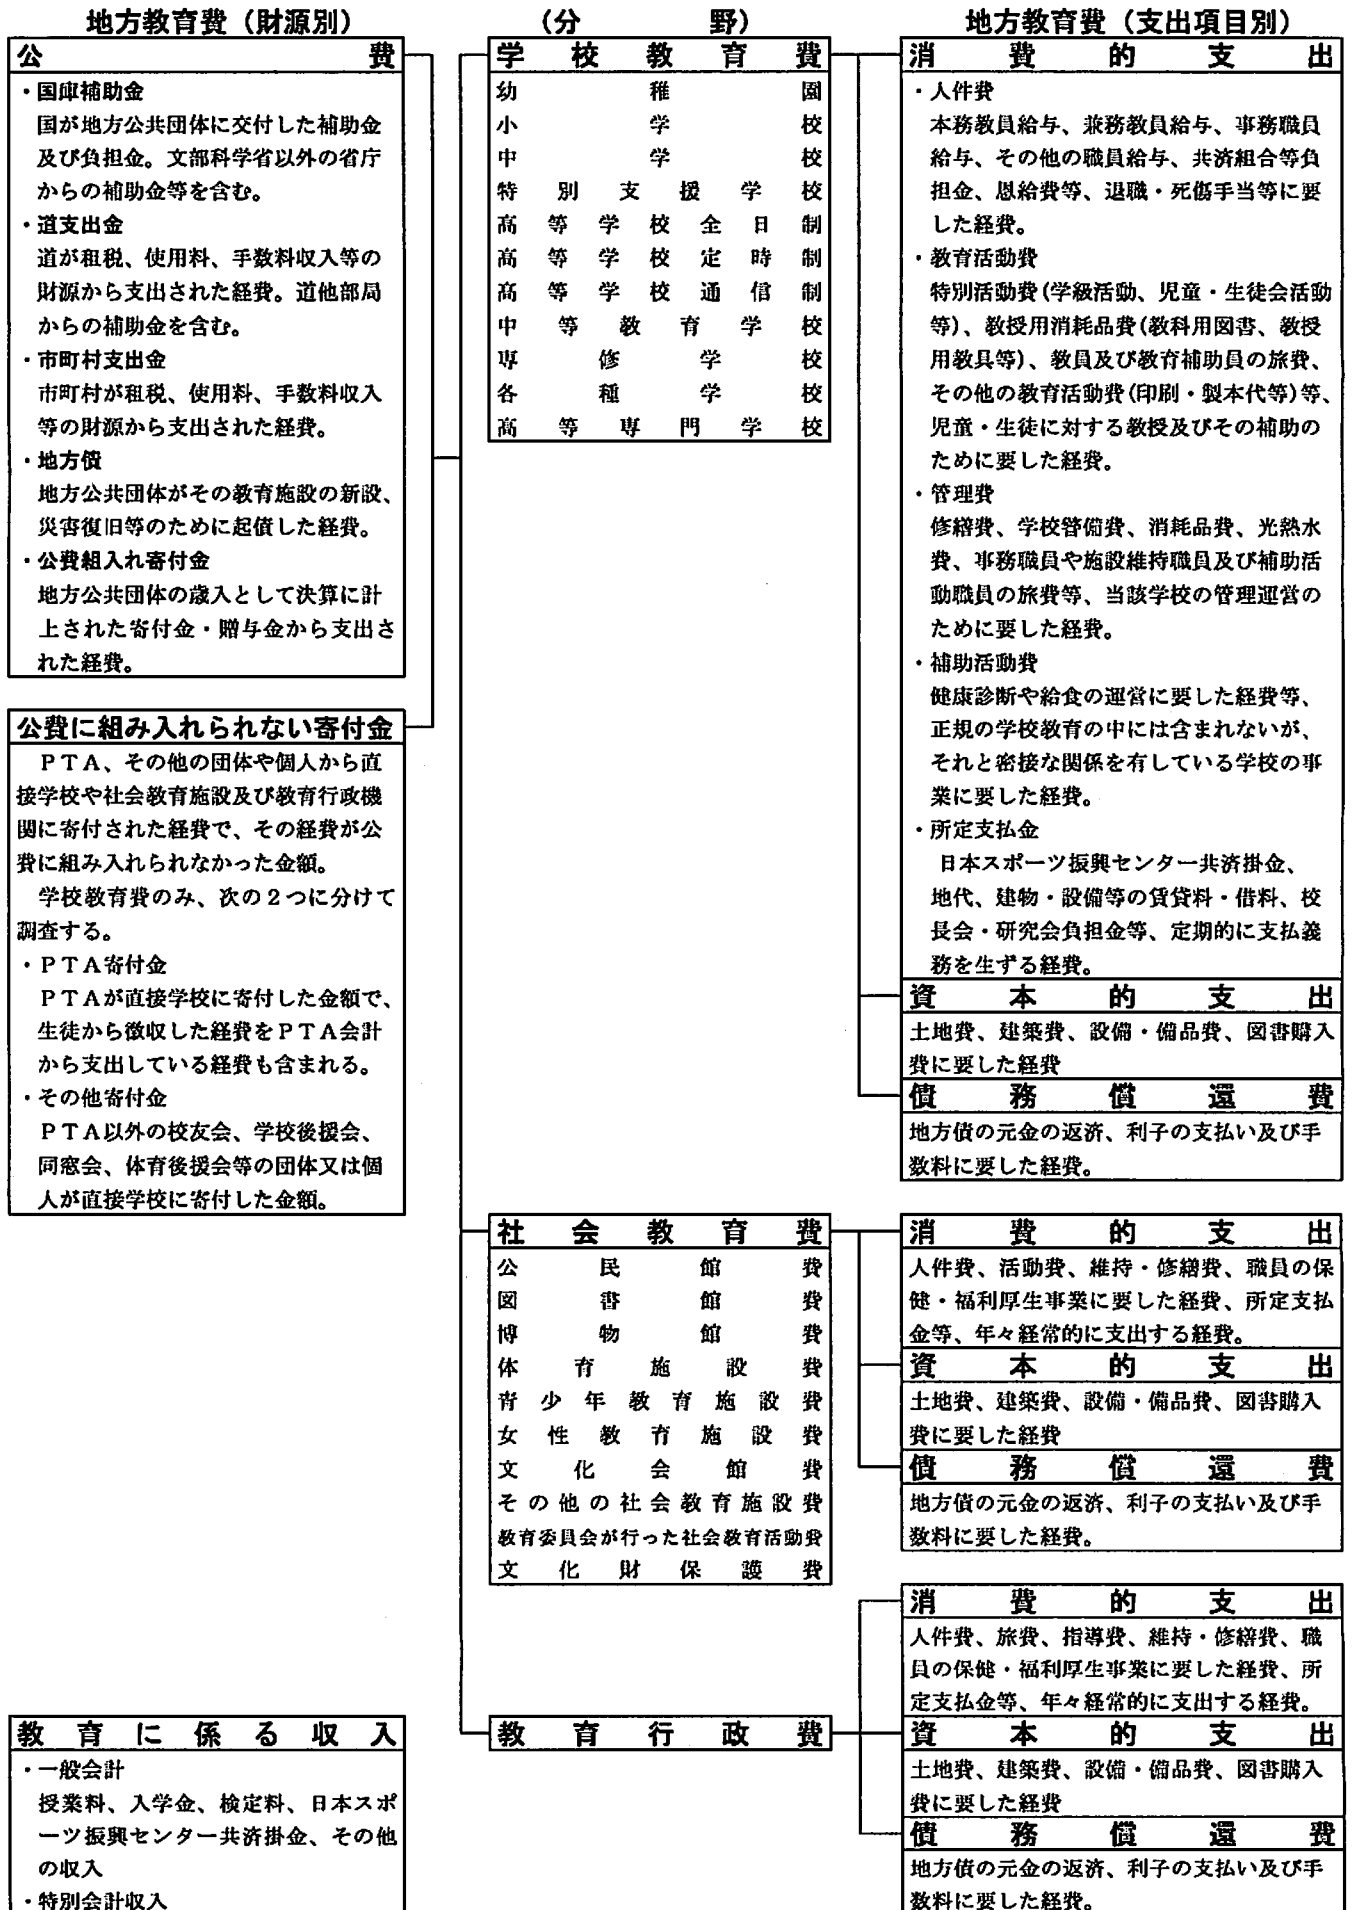 地方教育費（財源別）
公費
・国庫補助金
国が地方公共団体に交付した補助金
及び負担金。文部科学省以外の省庁
からの補助金等を含む。
・道支出金
道が租税、使用料、手数料収入等の
財源から支出された経費。道他部局
からの補助金を含む。
・市町村支出金
市町村が租税、使用料、手数料収入
等の財源から支出された経費。
・地方債
地方公共団体がその教育施設の新設、
災害復旧等のために起債した経費。
・公費組入れ寄付金
地方公共団体の歳入として決算に計
上された寄付金・贈与金から支出さ
れた経費。
公費に組み入れられない寄付金
ＰＴＡ、その他の団体や個人から直
接学校や社会教育施設及び教育行政機
関に寄付された経費で、その経費が公
費に組み入れられなかった金額。
学校教育費のみ、次の２つに分けて
調査する。
・ＰＴＡ寄付金
ＰＴＡが直接学校に寄付した金額で、
生徒から徴収した経費をＰＴＡ会計
から支出している経費も含まれる。
・その他寄付金
ＰＴＡ以外の校友会、学校後援会、
同窓会、体育後援会等の団体又は個
人が直接学校に寄付した金額。
教育に係る収入
・一般会計
授業料、入学金、検定料、日本スポ
ーツ振興センター共済掛金、その他
の収入
・特別会計収入
（分野）
学校教育費
幼稚園
小学校
中学校
特別支援学校
高等学校全日制
高等学校定時制
高等学校通信制
中等教育学校
専修学校
各種学校
高等専門学校
社会教育費
公民館費
図書館費
博物館費
体育施設費
青少年教育施設費
女性教育施設費
文化会館費
その他の社会教育施設費
教育委員会が行った社会教育活動費
文化財保護費
教育行政費
地方教育費（支出項目別）
消費的支出
・人件費
本務教員給与、兼務教員給与、事務職員
給与、その他の職員給与、共済組合等負
担金、恩給費等、退職・死傷手当等に要
した経費。
・教育活動費
特別活動費(学級活動、児童・生徒会活動
等)、教授用消耗品費(教科用図書、教授
用教具等)、教員及び教育補助員の旅費、
その他の教育活動費(印刷・製本代等)等、
児童・生徒に対する教授及びその補助の
ために要した経費。
・管理費
修繕費、学校警備費、消耗品費、光熱水
費、事務職員や施設維持職員及び補助活
動職員の旅費等、当該学校の管理運営の
ために要した経費。
・補助活動費
健康診断や給食の運営に要した経費等、
正規の学校教育の中には含まれないが、
それと密接な関係を有している学校の事
業に要した経費。
・所定支払金
日本スポーツ振興センター共済掛金、
地代、建物・設備等の賃貸料・借料、校
長会・研究会負担金等、定期的に支払義
務を生ずる経費。
資本的支出
土地費、建築費、設備・備品費、図書購入
費に要した経費
債務償還費
地方債の元金の返済、利子の支払い及び手
数料に要した経費。
消費的支出
人件費、活動費、維持・修繕費、職員の保
健・福利厚生事業に要した経費、所定支払
金等、年々経常的に支出する経費。
資本的支出
土地費、建築費、設備・備品費、図書購入
費に要した経費
債務償還費
地方債の元金の返済、利子の支払い及び手
数料に要した経費。
消費的支出
人件費、旅費、指導費、維持・修繕費、職
員の保健・福利厚生事業に要した経費、所
定支払金等、年々経常的に支出する経費。
資本的支出
土地費、建築費、設備・備品費、図書購入
費に要した経費
債務償還費
地方債の元金の返済、利子の支払い及び手
数料に要した経費。